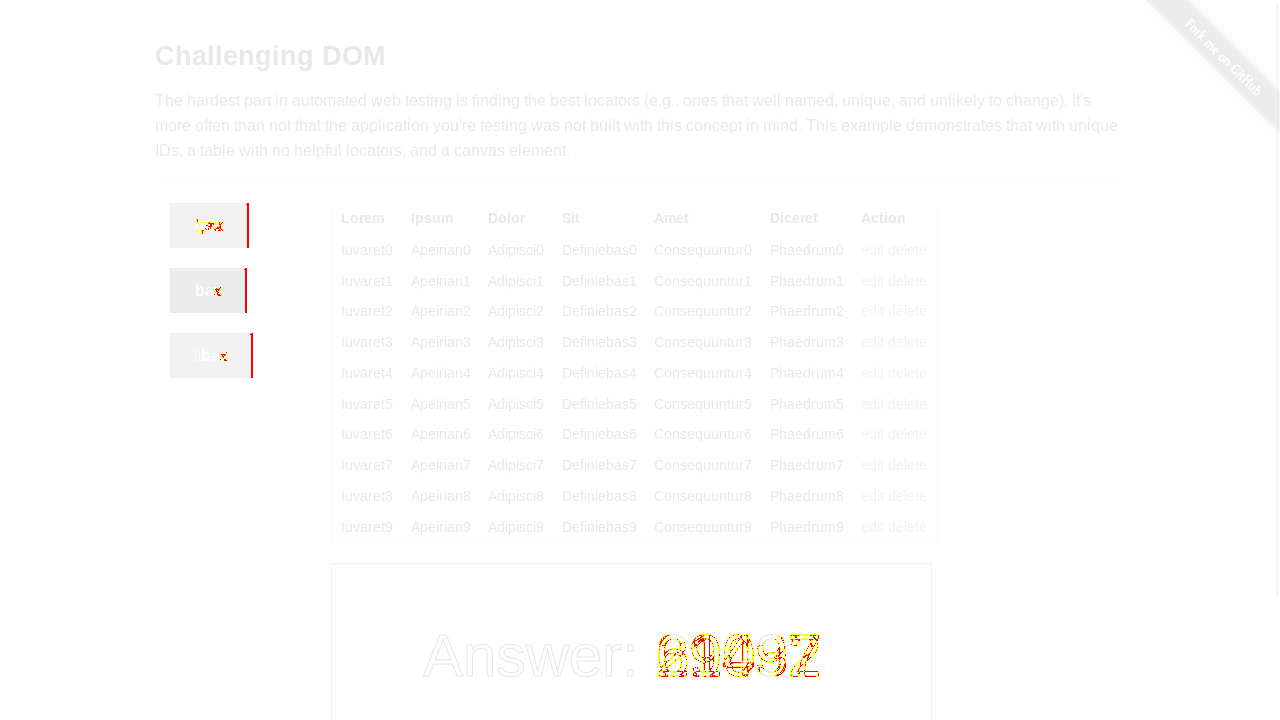 Fork me on GitHub
Challenging DOM
The hardest part in automated web testing is finding the best locators (e.g., ones that well named, unique, and unlikely to change). It's
more often than not that the application you're testing was not built with this concept in mind. This example demonstrates that with unique
IDs, a table with no helpful locators, and a canvas element.
Lorem Ipsum Dolor Sit Amet Diceret Action
Iuvaret0 Apeirian0 Adipisci0 Definiebas0 Consequuntur0 Phaedrum0 edit delete
Iuvaret1 Apeirian1 Adipisci1 Definiebas1 Consequuntur1 Phaedrum1 edit delete
Iuvaret2 Apeirian2 Adipisci2 Definiebas2 Consequuntur2 Phaedrum2 edit delete
Iuvaret3 Apeirian3 Adipisci3 Definiebas3 Consequuntur3 Phaedrum3 edit delete
Iuvaret4 Apeirian4 Adipisci4 Definiebas4 Consequuntur4 Phaedrum4 edit delete
Iuvaret5 Apeirian5 Adipisci5 Definiebas5 Consequuntur5 Phaedrum5 edit delete
Iuvaret6 Apeirian6 Adipisci6 Definiebas6 Consequuntur6 Phaedrum6 edit delete
Iuvaret7 Apeirian7 Adipisci7 Definiebas7 Consequuntur7 Phaedrum7 edit delete
Iuvaret8 Apeirian8 Adipisci8 Definiebas8 Consequuntur8 Phaedrum8 edit delete
Iuvaret9 Apeirian9 Adipisci9 Definiebas9 Consequuntur9 Phaedrum9 edit delete
Answer: